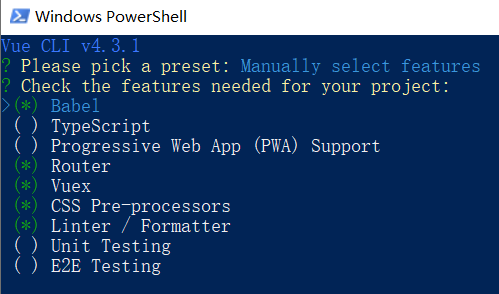 Windows PowerShell
Vue CLI v4.3.1
? Please pick a preset: Manually select features
? Check the features needed for your project:
>(*) Babel
( ) TypeScript
( ) Progressive Web App (PWA) Support
(*) Router
(*) Vuex
(*) CSS Pre-processors
(*) Linter / Formatter
( ) Unit Testing
( ) E2E Testing